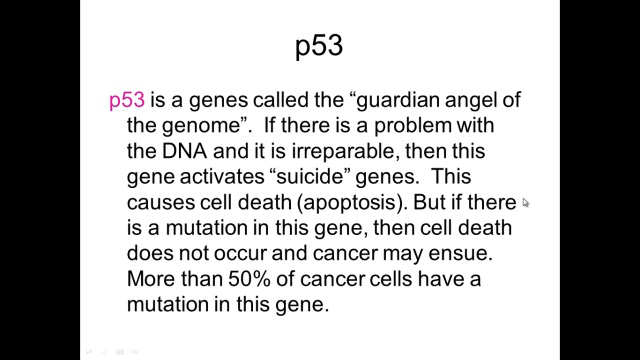 p53
p53 is a genes called the “guardian angel of
the genome”. If there is a problem with
the DNA and it is irreparable, then this
gene activates “suicide” genes. This
causes cell death (apoptosis). But if there
is a mutation in this gene, then cell death
does not occur and cancer may ensue.
More than 50% of cancer cells have a
mutation in this gene.